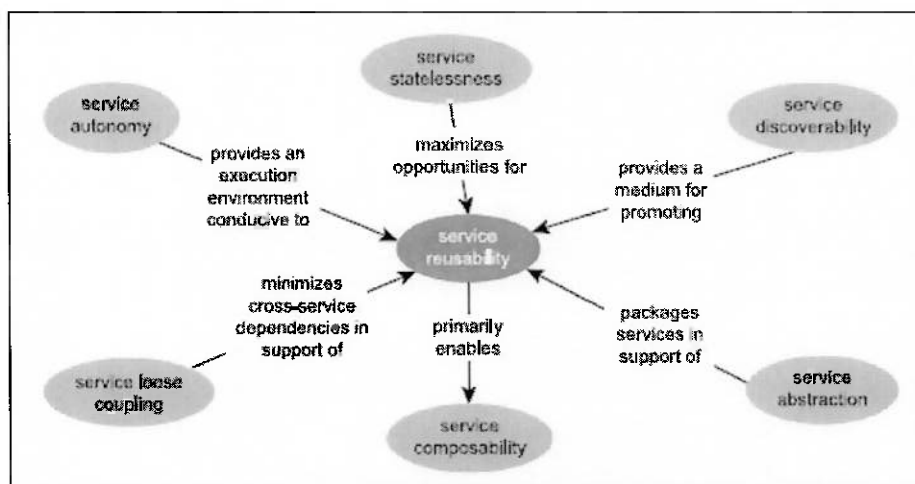 service
statelessness
service
autonomy
service
discoverability
maximizes
opportunities for
provides an
execution
environment
conducive to
provides a
medium for
promoting
service
reusability
minimizes
cross-service
dependencies in
support of
primarily
enables
packages
services in
support of
service loose
coupling
service
abstraction
service
composability